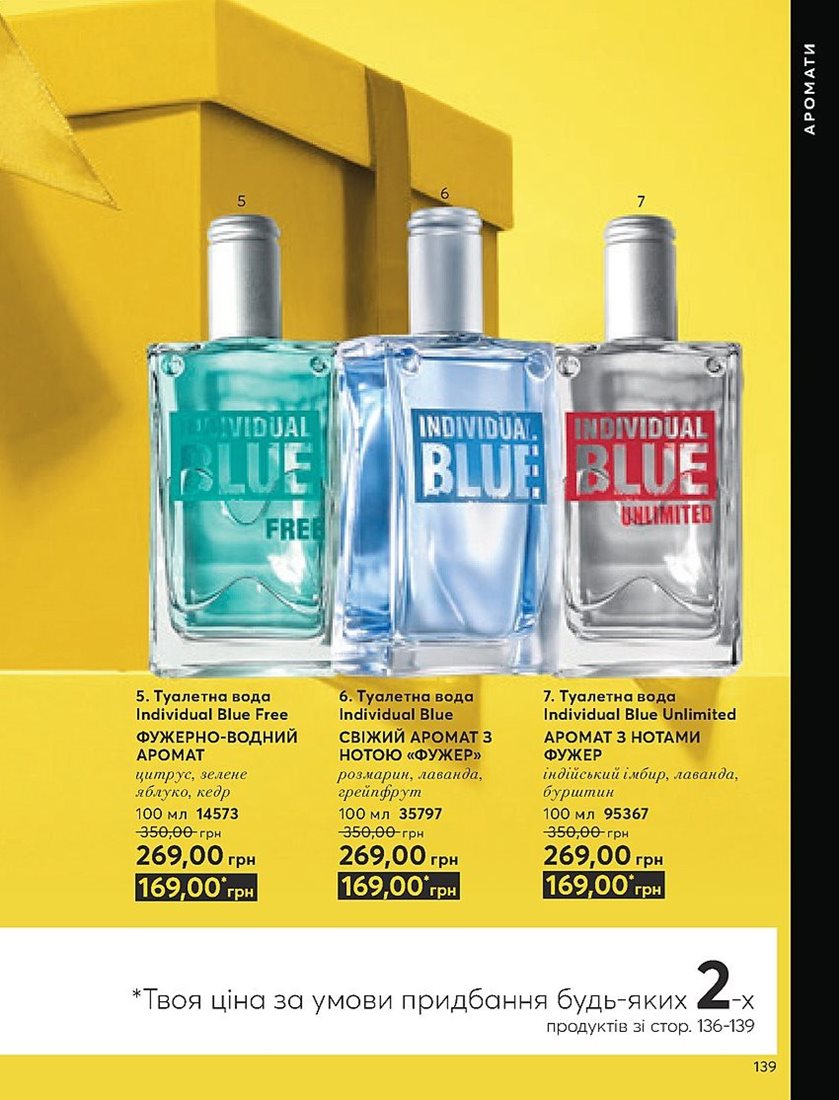 АРОМАТИ
5
6
7
INDIVIDUAL
BLUE
FREE
INDIVIDUAL
BLUE
INDIVIDUAL
BLUE
UNLIMITED
5. Туалетна вода
Individual Blue Free
ФУЖЕРНО-ВОДНИЙ
АРОМАТ
цитрус, зелене
яблуко, кедр
100 мл 14573
350,00 грн
269,00 грн
169,00* грн
6. Туалетна вода
Individual Blue
СВІЖИЙ АРОМАТ З
НОТОЮ «ФУЖЕР»
розмарин, лаванда,
грейпфрут
100 мл 35797
350,00 грн
269,00 грн
169,00* грн
7. Туалетна вода
Individual Blue Unlimited
АРОМАТ З НОТАМИ
ФУЖЕР
індійський імбир, лаванда,
бурштин
100 мл 95367
350,00 грн
269,00 грн
169,00* грн
*Твоя ціна за умови придбання будь-яких 2-х
продуктів зі стор. 136-139
139